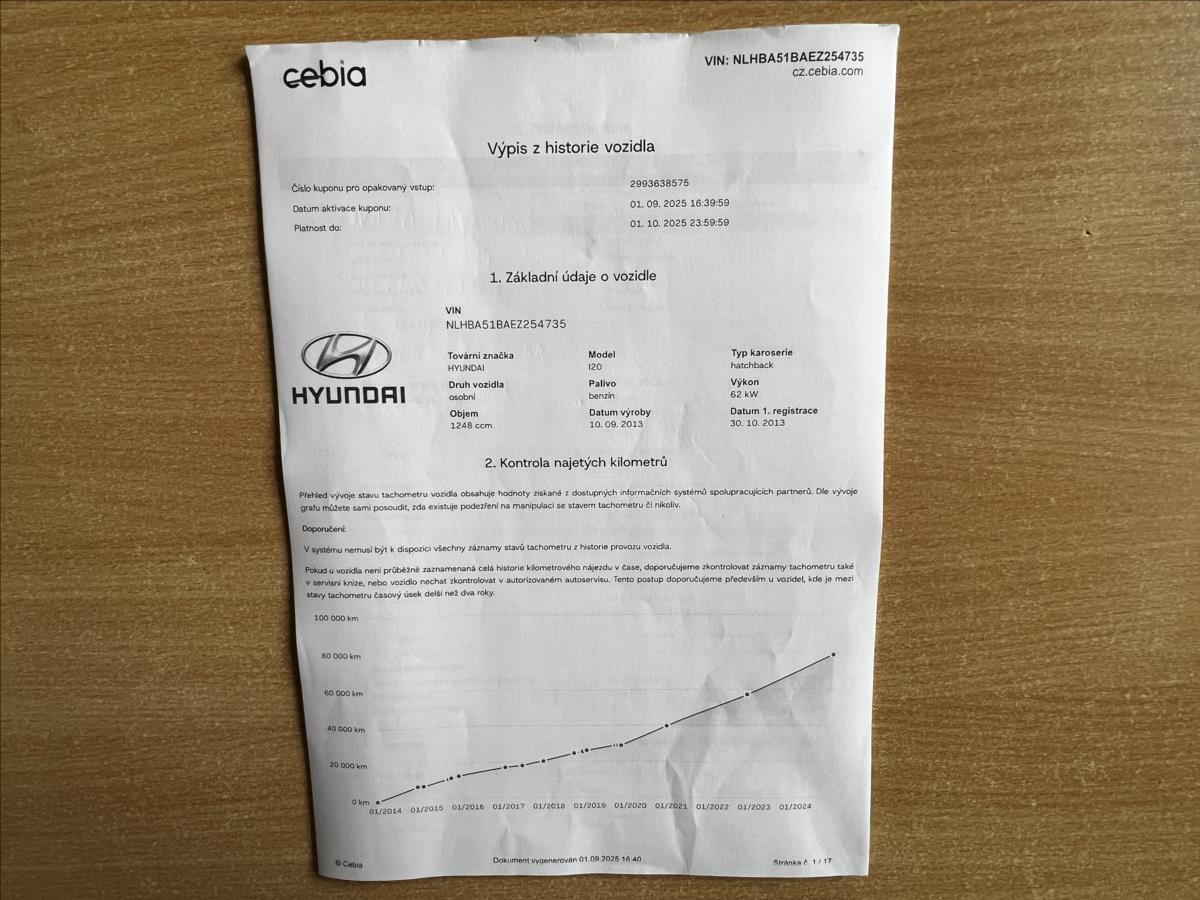 cebia
VIN: NLHBA51BAEZ254735
cz.cebia.com
Výpis z historie vozidla
Číslo kuponu pro opakovaný vstup: 2993638575
Datum aktivace kuponu: 01. 09. 2025 16:39:59
Platnost do: 01. 10. 2025 23:59:59
1. Základní údaje o vozidle
VIN
NLHBA51BAEZ254735
HYUNDAI
Tovární značka Model Typ karoserie
HYUNDAI I20 hatchback
Druh vozidla Palivo Výkon
osobní benzín 62 kW
Objem Datum výroby Datum 1. registrace
1248 ccm 10. 09. 2013 30. 10. 2013
2. Kontrola najetých kilometrů
Přehled vývoje stavu tachometru vozidla obsahuje hodnoty získané z dostupných informačních systémů spolupracujících partnerů. Dle vývoje
grafu můžete sami posoudit, zda existuje podezření na manipulaci se stavem tachometru či nikoliv.
Doporučení:
V systému nemusí být k dispozici všechny záznamy stavů tachometru z historie provozu vozidla.
Pokud u vozidla není průběžně zaznamenaná celá historie kilometrového nájezdu v čase, doporučujeme zkontrolovat záznamy tachometru také
v servisní knize, nebo vozidlo nechat zkontrolovat v autorizovaném autoservisu. Tento postup doporučujeme především u vozidel, kde je mezi
stavy tachometru časový úsek delší než dva roky.
100 000 km
80 000 km
60 000 km
40 000 km
20 000 km
0 km
01/2014 01/2015 01/2016 01/2017 01/2018 01/2019 01/2020 01/2021 01/2022 01/2023 01/2024
© Cebia Dokument vygenerován 01.09.2025 16:40 Stránka č. 1 / 17